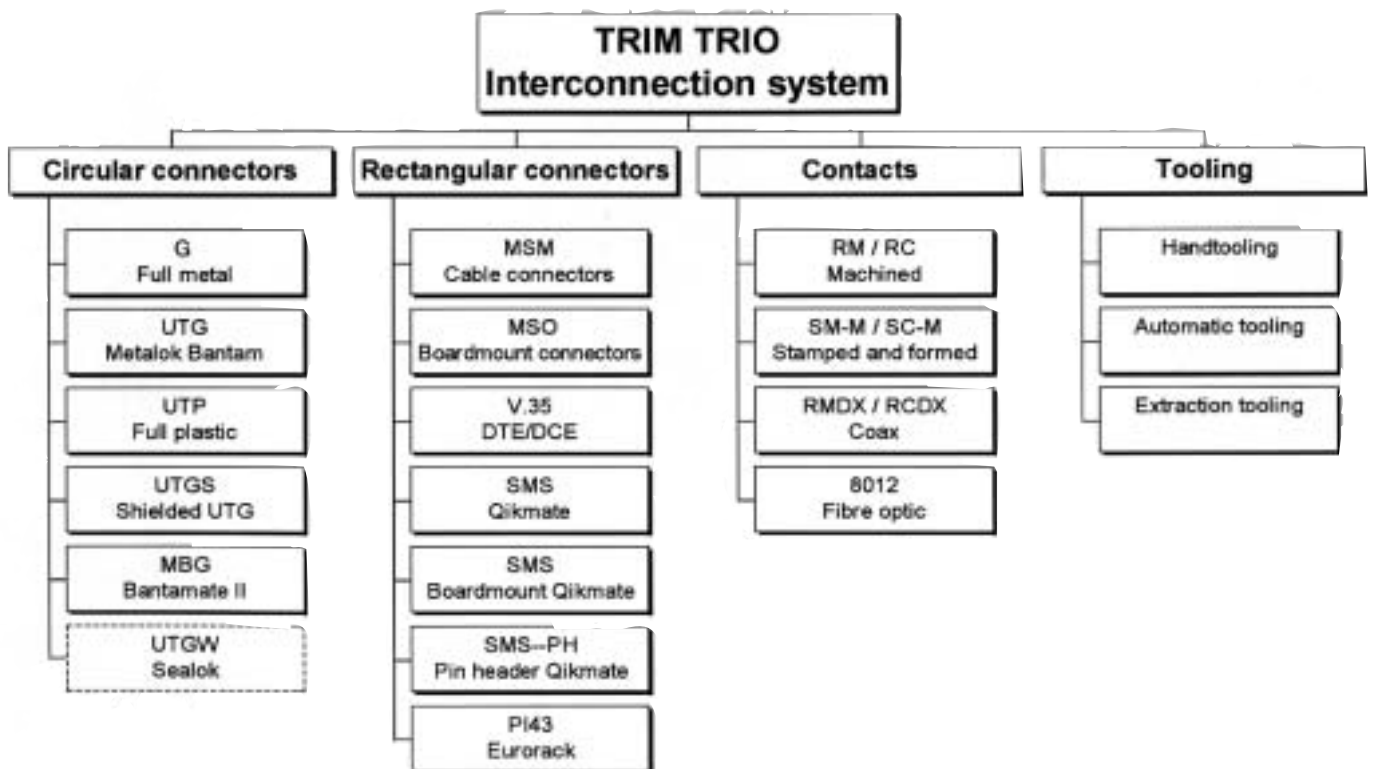 TRIM TRIO
Interconnection system
Circular connectors
G
Full metal
UTG
Metalok Bantam
UTP
Full plastic
UTGS
Shielded UTG
MBG
Bantamate II
UTGW
Sealok
Rectangular connectors
MSM
Cable connectors
MSO
Boardmount connectors
V.35
DTE/DCE
SMS
Qikmate
SMS
Boardmount Qikmate
SMS--PH
Pin header Qikmate
PI43
Eurorack
Contacts
RM / RC
Machined
SM-M / SC-M
Stamped and formed
RMDX / RCDX
Coax
8012
Fibre optic
Tooling
Handtooling
Automatic tooling
Extraction tooling